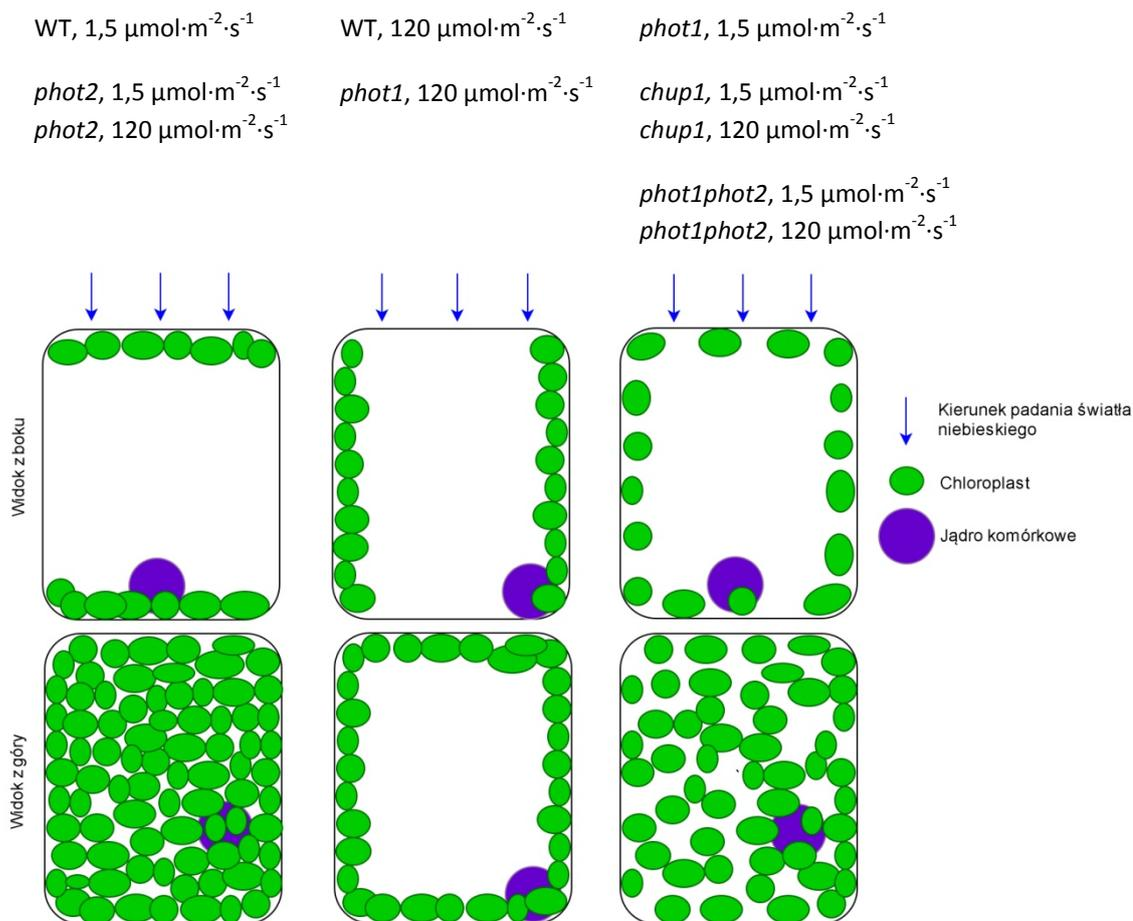 WT, 1,5 µmol·m⁻²·s⁻¹
phot2, 1,5 µmol·m⁻²·s⁻¹
phot2, 120 µmol·m⁻²·s⁻¹
WT, 120 µmol·m⁻²·s⁻¹
phot1, 120 µmol·m⁻²·s⁻¹
phot1, 1,5 µmol·m⁻²·s⁻¹
chup1, 1,5 µmol·m⁻²·s⁻¹
chup1, 120 µmol·m⁻²·s⁻¹
phot1phot2, 1,5 µmol·m⁻²·s⁻¹
phot1phot2, 120 µmol·m⁻²·s⁻¹
Widok z boku
Widok z góry
Kierunek padania światła
niebieskiego
Chloroplast
Jądro komórkowe